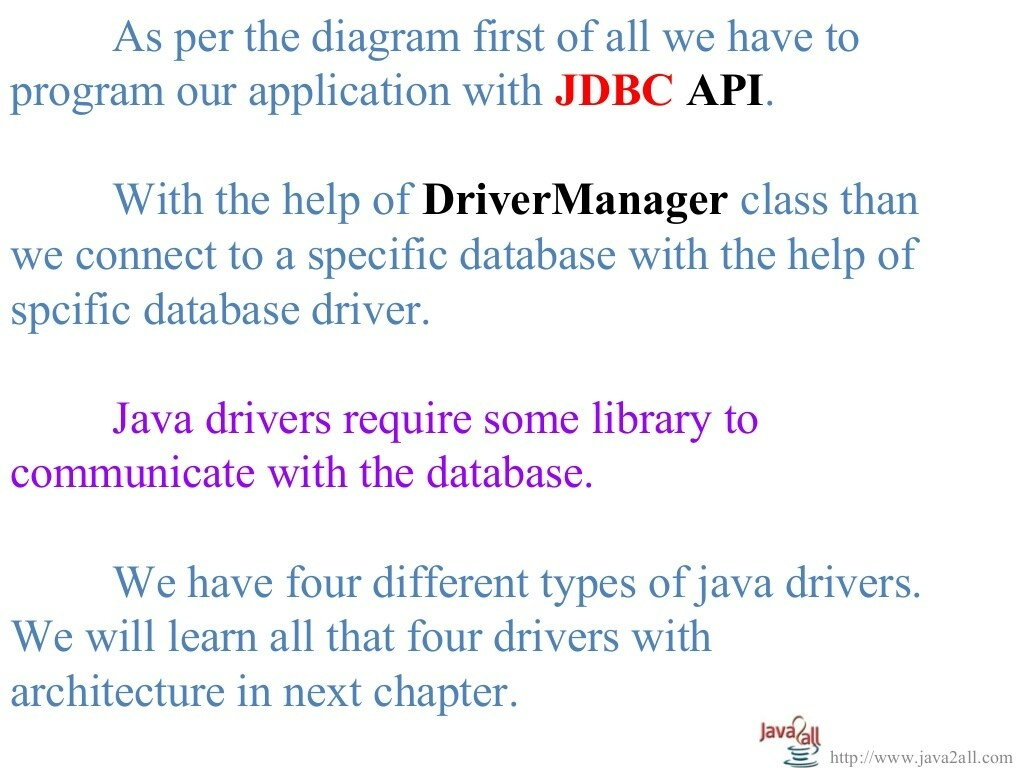 As per the diagram first of all we have to
program our application with JDBC API.
With the help of DriverManager class than
we connect to a specific database with the help of
spcific database driver.
Java drivers require some library to
communicate with the database.
We have four different types of java drivers.
We will learn all that four drivers with
architecture in next chapter.
Java2all
http://www.java2all.com